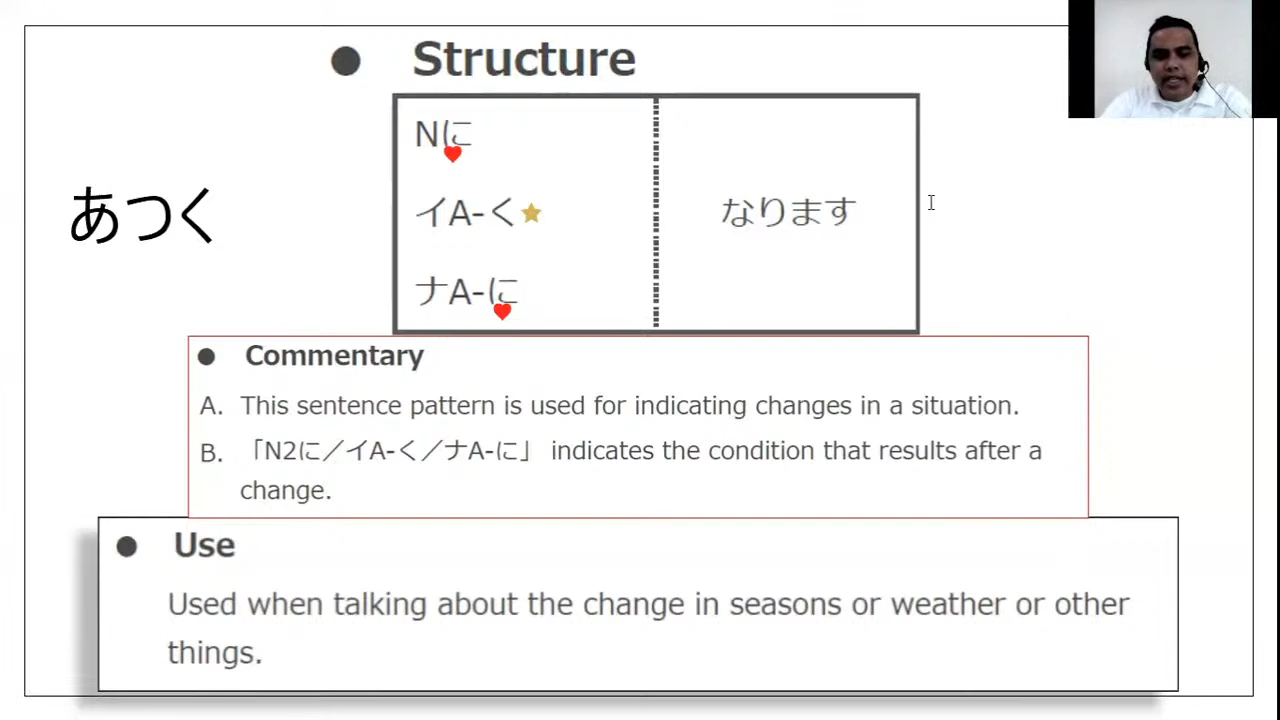 ● Structure
Nに
イA-く
なります
ナA-に
あつく
● Commentary
A. This sentence pattern is used for indicating changes in a situation.
B. 「N2に／イA-く／ナA-に」 indicates the condition that results after a
change.
● Use
Used when talking about the change in seasons or weather or other
things.